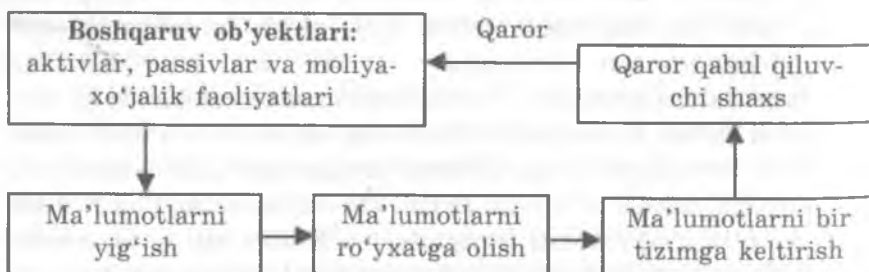 Boshqaruv ob'yektlari:
aktivlar, passivlar va moliya-
xo‘jalik faoliyatlari
Qaror
Qaror qabul qiluv-
chi shaxs
Ma'lumotlarni
yig‘ish
Ma'lumotlarni
ro‘yxatga olish
Ma'lumotlarni bir
tizimga keltirish